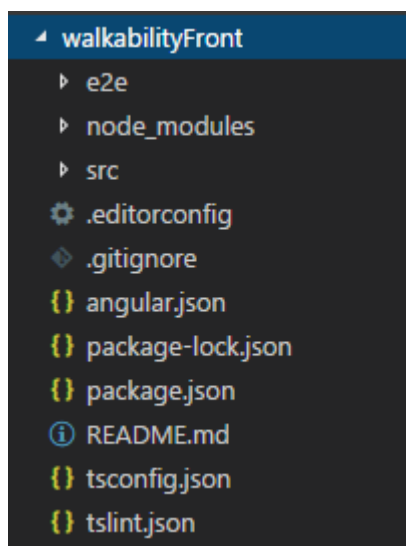 walkabilityFront
e2e
node_modules
src
.editorconfig
.gitignore
angular.json
package-lock.json
package.json
README.md
tsconfig.json
tslint.json